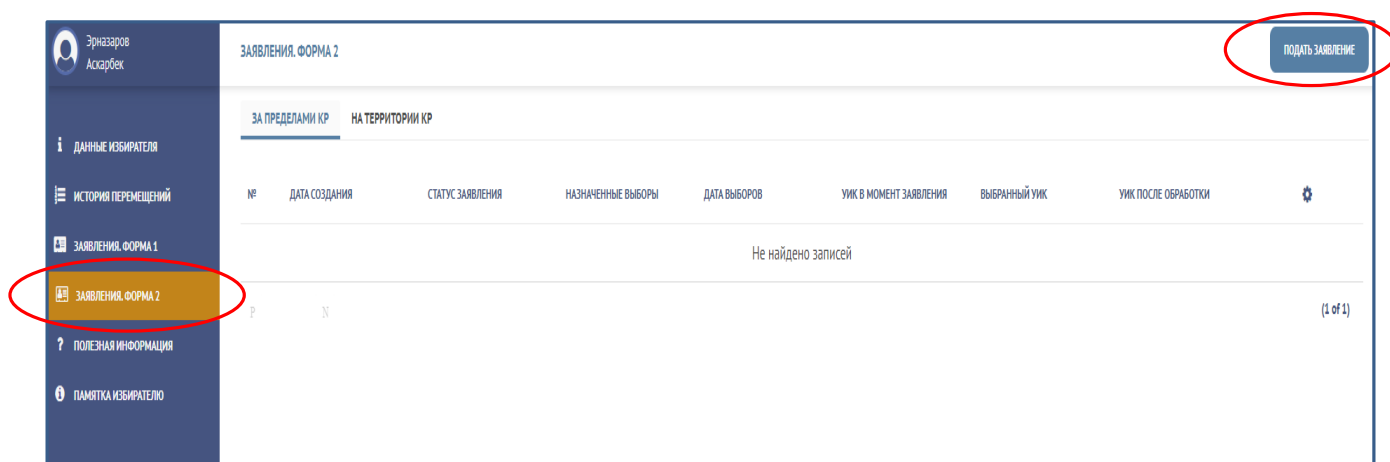 Эрназаров
Аскарбек
ЗАЯВЛЕНИЯ. ФОРМА 2
ПОДАТЬ ЗАЯВЛЕНИЕ
ЗА ПРЕДЕЛАМИ КР НА ТЕРРИТОРИИ КР
ДАННЫЕ ИЗБИРАТЕЛЯ
ИСТОРИЯ ПЕРЕМЕЩЕНИЙ
ЗАЯВЛЕНИЯ. ФОРМА 1
ЗАЯВЛЕНИЯ. ФОРМА 2
ПОЛЕЗНАЯ ИНФОРМАЦИЯ
ПАМЯТКА ИЗБИРАТЕЛЮ
№ ДАТА СОЗДАНИЯ СТАТУС ЗАЯВЛЕНИЯ НАЗНАЧЕННЫЕ ВЫБОРЫ ДАТА ВЫБОРОВ УИК В МОМЕНТ ЗАЯВЛЕНИЯ ВЫБРАННЫЙ УИК УИК ПОСЛЕ ОБРАБОТКИ
Не найдено записей
P N (1 of 1)